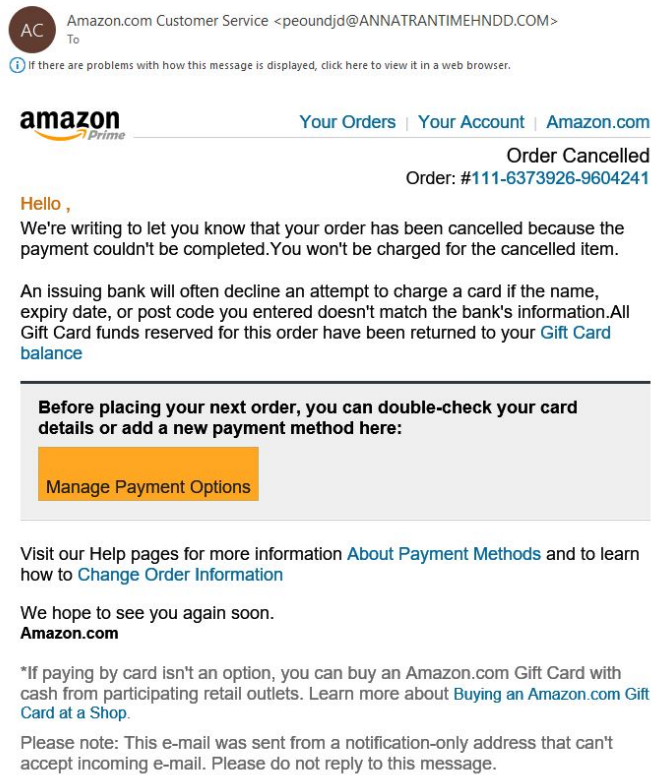 AC
Amazon.com Customer Service <peoundjd@ANNATRANTIMEHNDD.COM>
To
If there are problems with how this message is displayed, click here to view it in a web browser.
amazon
Prime
Your Orders | Your Account | Amazon.com
Order Cancelled
Order: #111-6373926-9604241
Hello ,
We're writing to let you know that your order has been cancelled because the
payment couldn't be completed.You won't be charged for the cancelled item.
An issuing bank will often decline an attempt to charge a card if the name,
expiry date, or post code you entered doesn't match the bank's information.All
Gift Card funds reserved for this order have been returned to your Gift Card
balance
Before placing your next order, you can double-check your card
details or add a new payment method here:
Manage Payment Options
Visit our Help pages for more information About Payment Methods and to learn
how to Change Order Information
We hope to see you again soon.
Amazon.com
*If paying by card isn't an option, you can buy an Amazon.com Gift Card with
cash from participating retail outlets. Learn more about Buying an Amazon.com Gift
Card at a Shop.
Please note: This e-mail was sent from a notification-only address that can't
accept incoming e-mail. Please do not reply to this message.